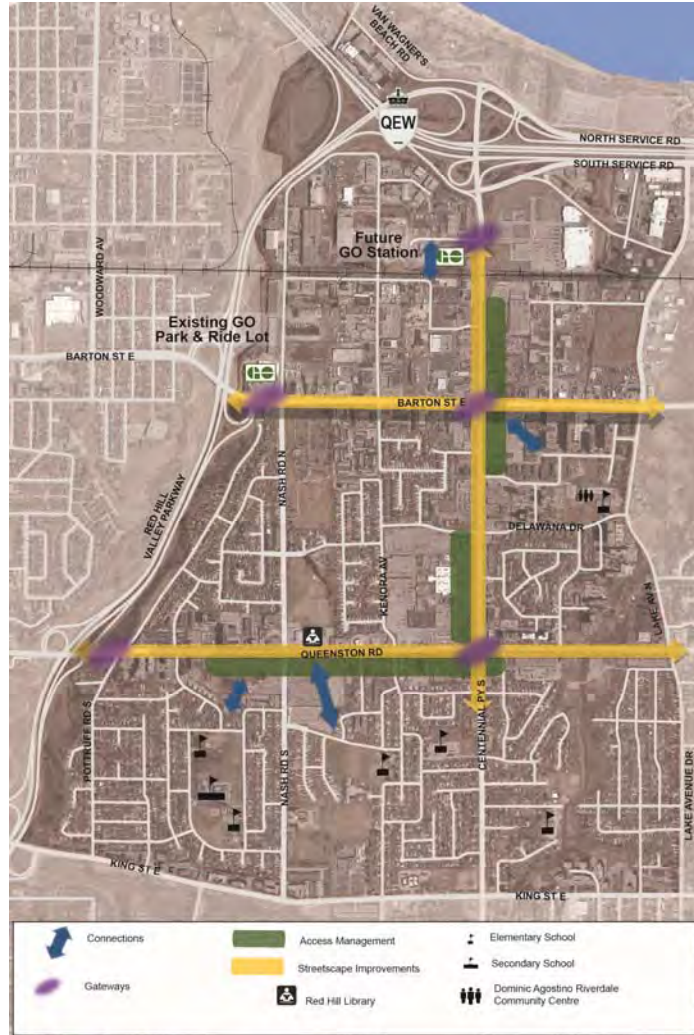 VAN WAGNER'S
BEACH RD
QEW
NORTH SERVICE RD
SOUTH SERVICE RD
WOODWARD AV
Future
GO Station
GO
Existing GO
Park & Ride Lot
GO
BARTON ST E
BARTON ST E
NASH RD N
RED HILL
VALLEY PARKWAY
KENORA AV
DELAWANA DR
LAKE AV N
QUEENSTON RD
POTTRUFF RD S
NASH RD S
CENTENNIAL PY S
LAKE AVENUE DR
KING ST E
KING ST E
Connections
Access Management
Elementary School
Gateways
Streetscape Improvements
Secondary School
Red Hill Library
Dominic Agostino Riverdale
Community Centre